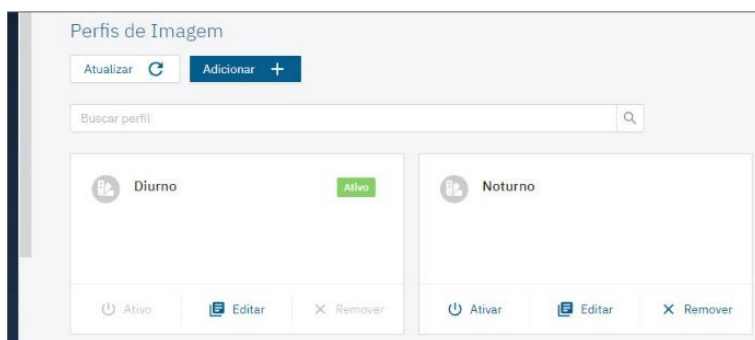 Perfis de Imagem
Atualizar
Adicionar
Buscar perfil
Diurno
Ativo
Noturno
Ativo
Editar
Remover
Ativar
Editar
Remover